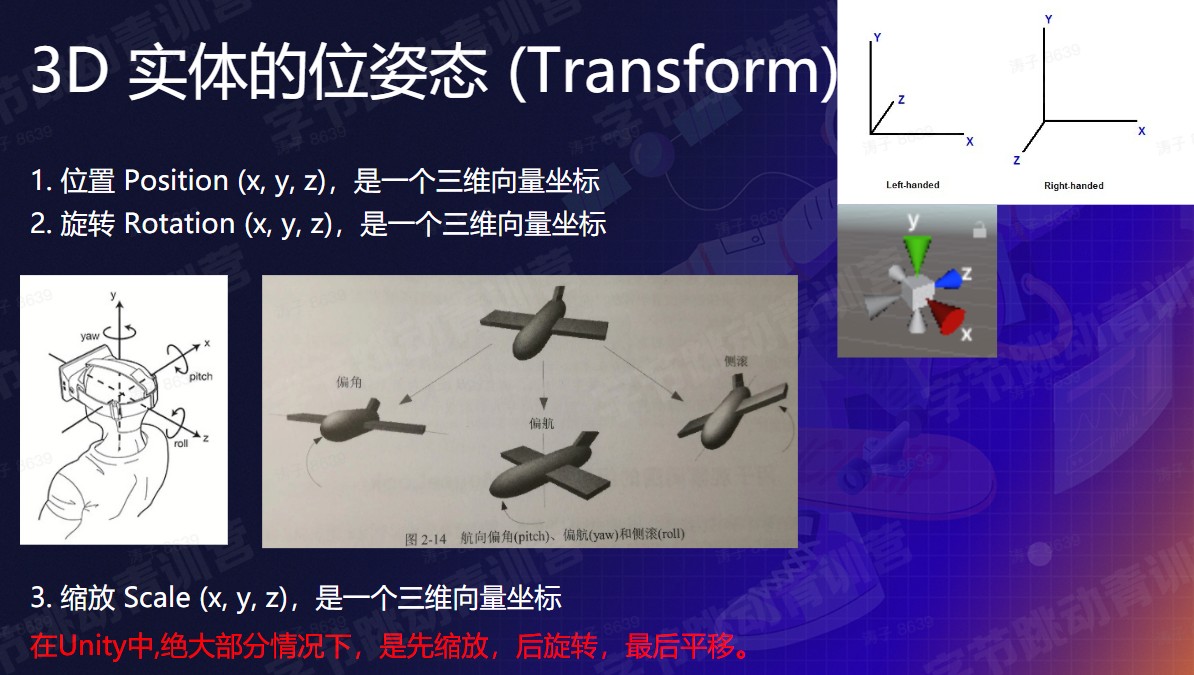 3D 实体的位姿态 (Transform)
1. 位置 Position (x, y, z)，是一个三维向量坐标
2. 旋转 Rotation (x, y, z)，是一个三维向量坐标
Y
Z
X
Left-handed
Y
X
Z
Right-handed
y
z
x
y
yaw
x
pitch
z
roll
偏角
偏航
侧滚
图 2-14 航向偏角(pitch)、偏航(yaw)和侧滚(roll)
3. 缩放 Scale (x, y, z)，是一个三维向量坐标
在Unity中,绝大部分情况下，是先缩放，后旋转，最后平移。
字节跳动青训营
涛子 8639